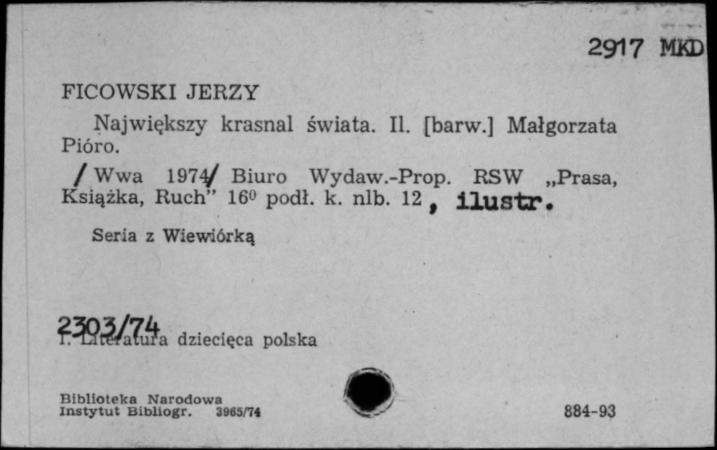 2917 MKD
FICOWSKI JERZY
Największy krasnal świata. Il. [barw.] Małgorzata
Pióro.
/Wwa 1974/ Biuro Wydaw.-Prop. RSW „Prasa,
Książka, Ruch” 16⁰ podł. k. nlb. 12, ilustr.
Seria z Wiewiórką
2303/74
1. Literatura dziecięca polska
Biblioteka Narodowa
Instytut Bibliogr. 3965/74
884-93